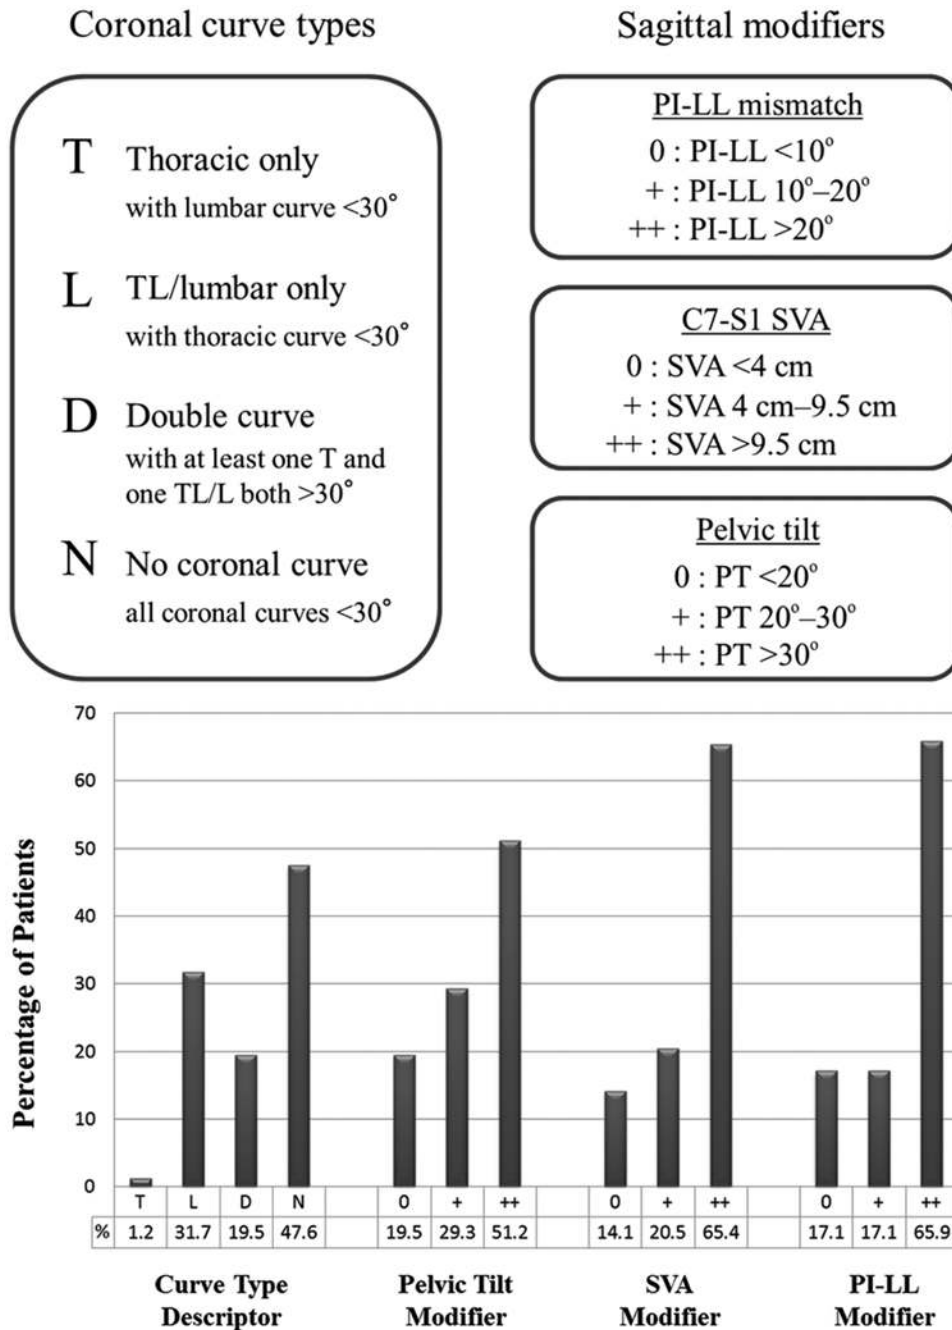 Coronal curve types
T Thoracic only
with lumbar curve <30°
L TL/lumbar only
with thoracic curve <30°
D Double curve
with at least one T and
one TL/L both >30°
N No coronal curve
all coronal curves <30°
Sagittal modifiers
PI-LL mismatch
0 : PI-LL <10°
+ : PI-LL 10°–20°
++ : PI-LL >20°
C7-S1 SVA
0 : SVA <4 cm
+ : SVA 4 cm–9.5 cm
++ : SVA >9.5 cm
Pelvic tilt
0 : PT <20°
+ : PT 20°–30°
++ : PT >30°
Percentage of Patients
70
60
50
40
30
20
10
0
T L D N 0 + ++ 0 + ++ 0 + ++
% 1.2 31.7 19.5 47.6 19.5 29.3 51.2 14.1 20.5 65.4 17.1 17.1 65.9
Curve Type Descriptor
Pelvic Tilt Modifier
SVA Modifier
PI-LL Modifier